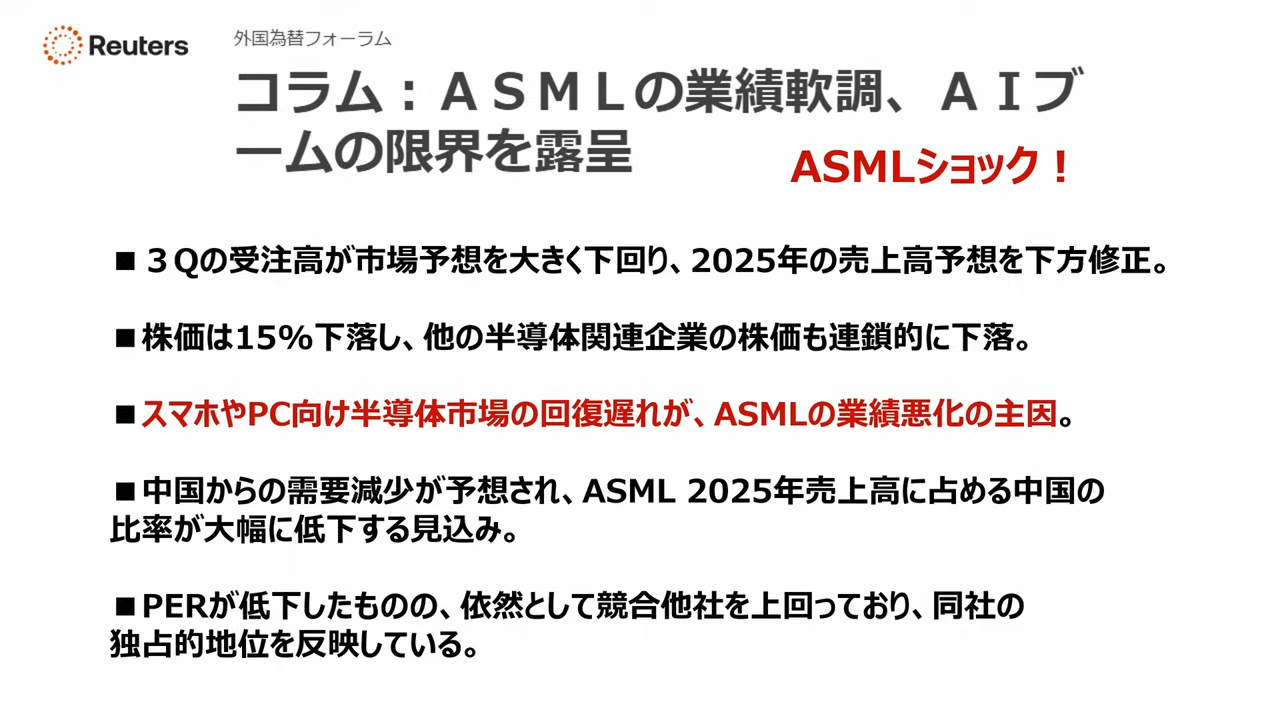 Reuters
外国為替フォーラム
コラム：ＡＳＭＬの業績軟調、ＡＩブ
ームの限界を露呈
ASMLショック！
■３Qの受注高が市場予想を大きく下回り、2025年の売上高予想を下方修正。
■株価は15%下落し、他の半導体関連企業の株価も連鎖的に下落。
■スマホやPC向け半導体市場の回復遅れが、ASMLの業績悪化の主因。
■中国からの需要減少が予想され、ASML 2025年売上高に占める中国の
比率が大幅に低下する見込み。
■PERが低下したものの、依然として競合他社を上回っており、同社の
独占的地位を反映している。